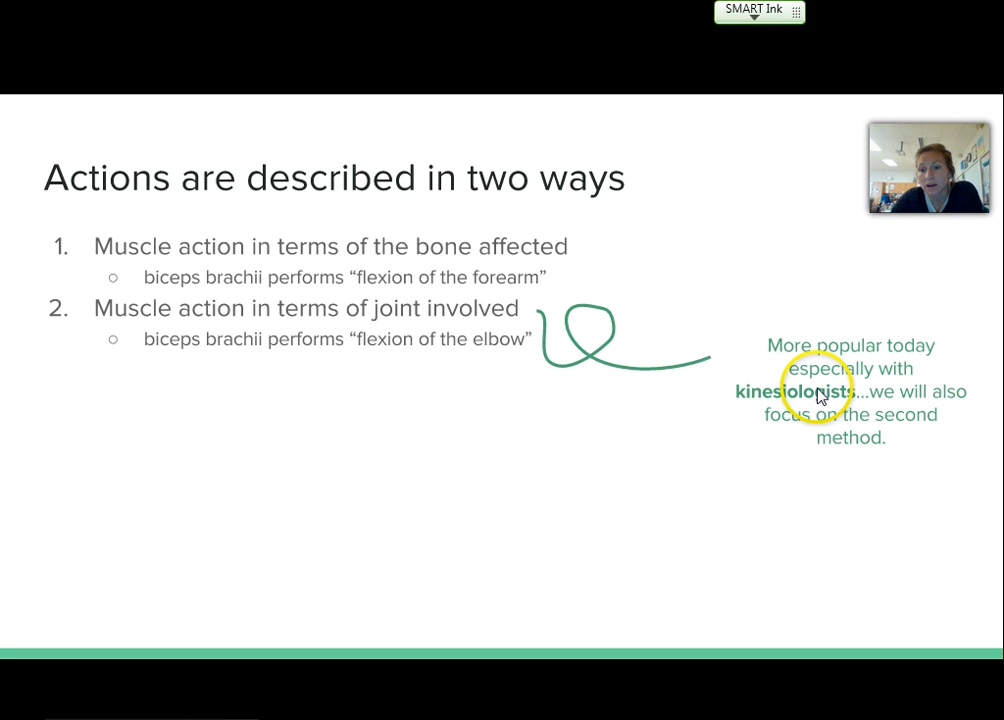 SMART Ink
Actions are described in two ways
1. Muscle action in terms of the bone affected
○ biceps brachii performs “flexion of the forearm”
2. Muscle action in terms of joint involved
○ biceps brachii performs “flexion of the elbow”
More popular today
especially with
kinesiologists...we will also
focus on the second
method.